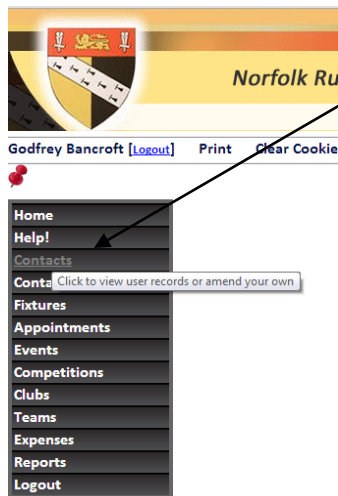 Norfolk Ru
Godfrey Bancroft [Logout] Print Clear Cookie
Home
Help!
Contacts
Conta
Click to view user records or amend your own
Fixtures
Appointments
Events
Competitions
Clubs
Teams
Expenses
Reports
Logout